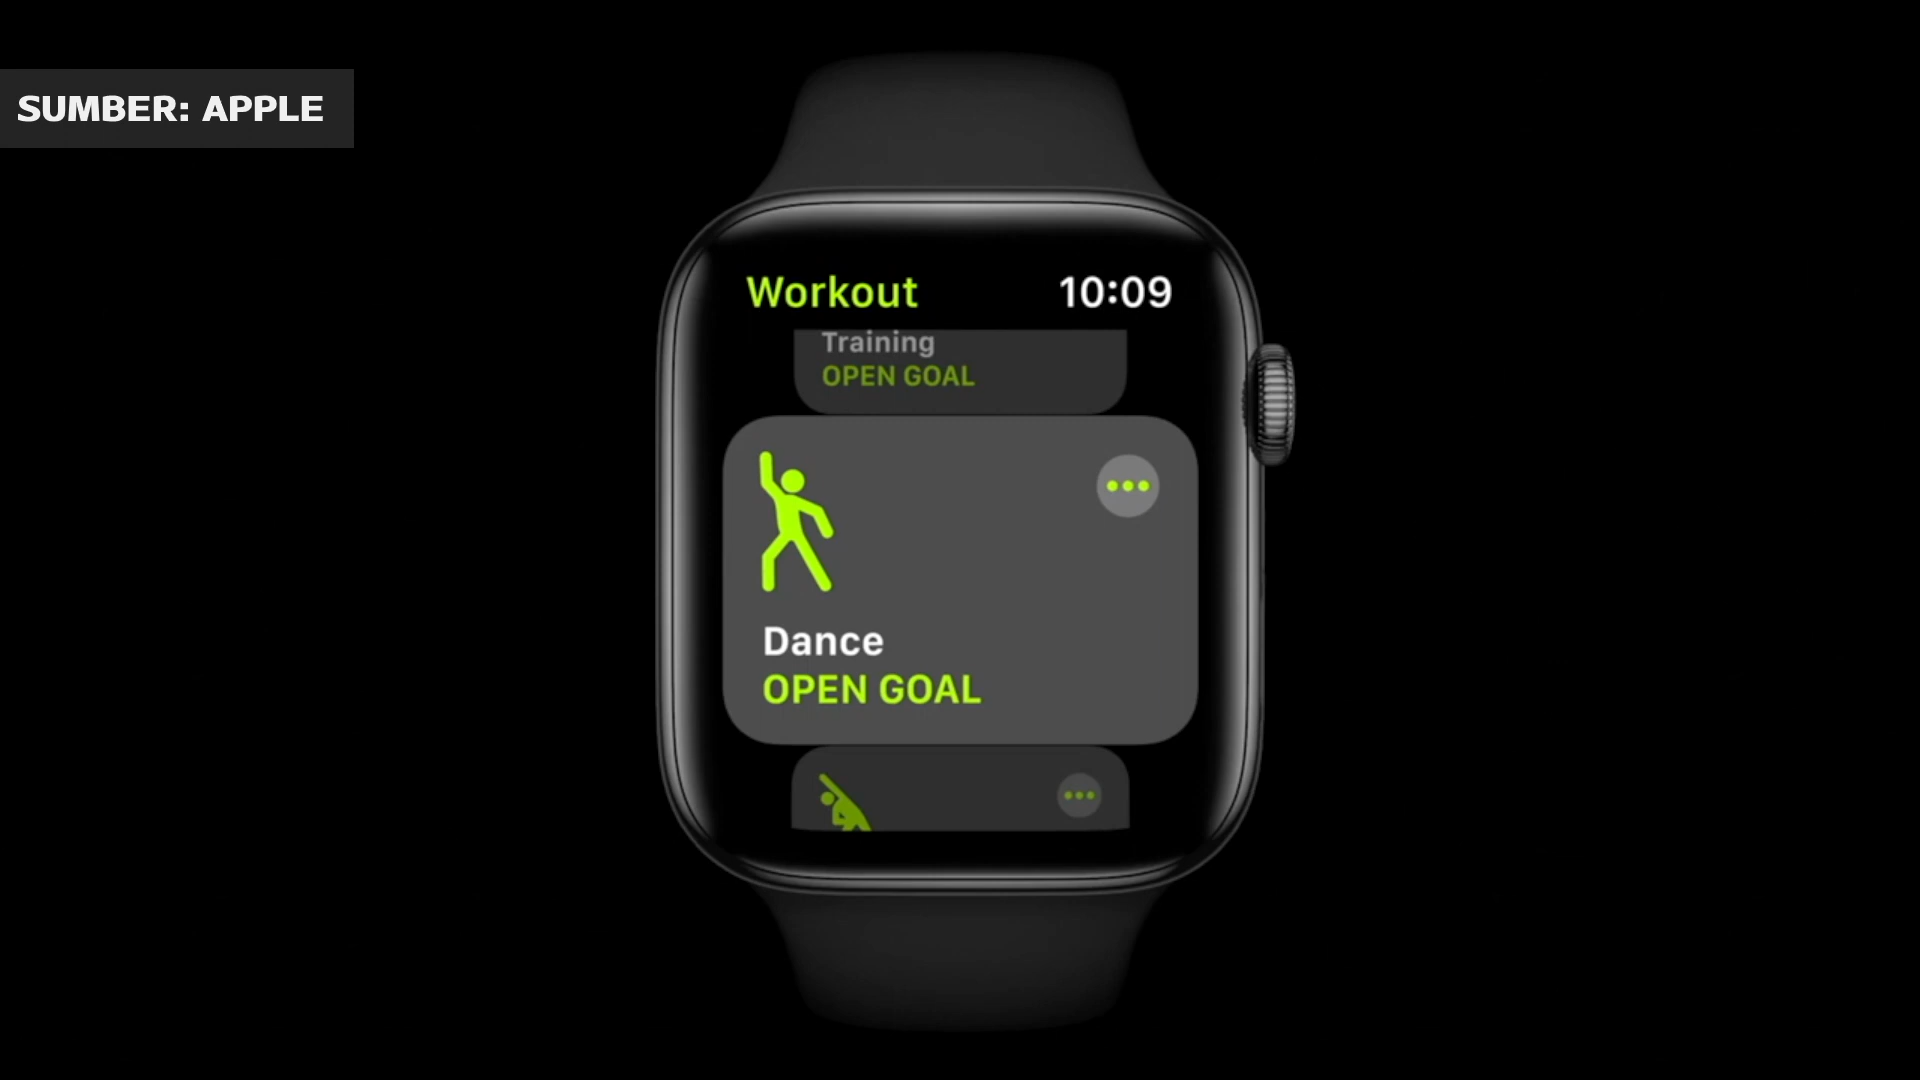 SUMBER: APPLE
Workout 10:09
Training
OPEN GOAL
Dance
OPEN GOAL